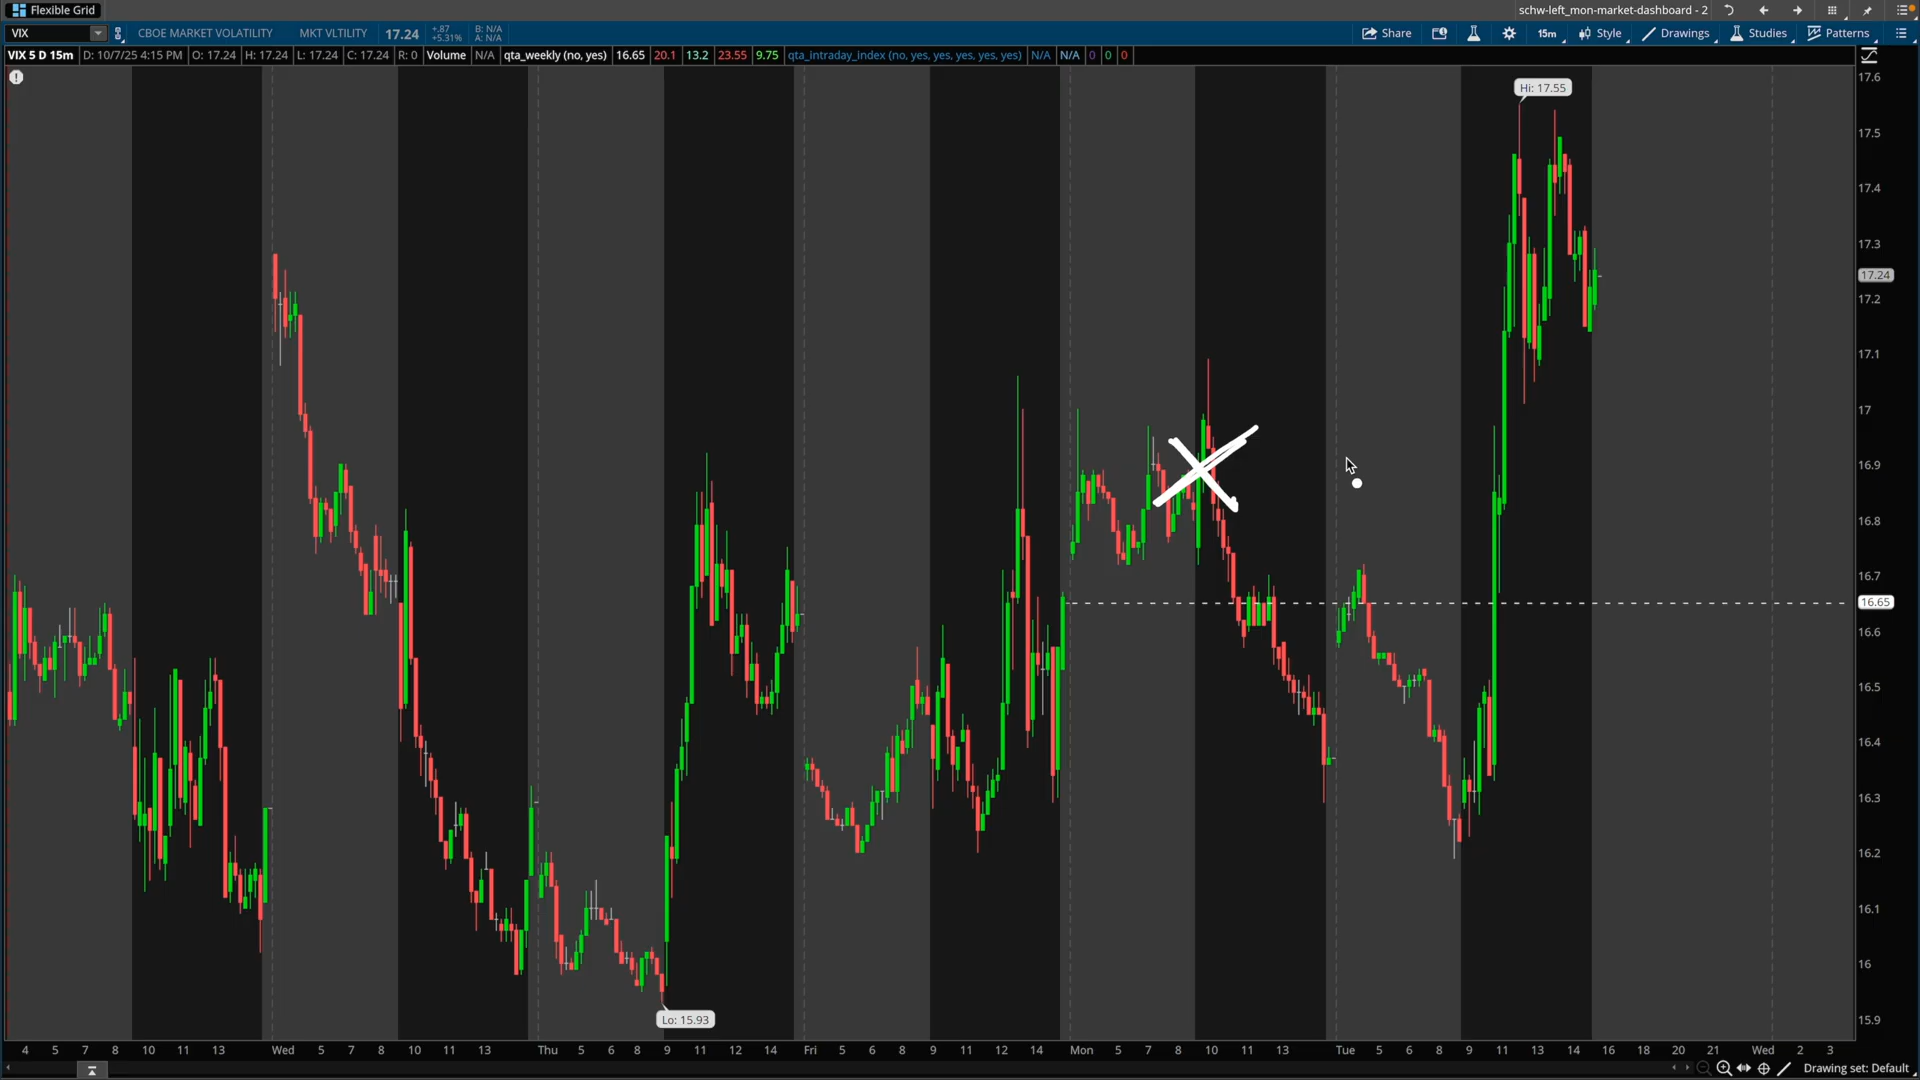 Flexible Grid schw-left_mon-market-dashboard - 2
VIX CBOE MARKET VOLATILITY MKT VLTILITY 17.24 +.87 +5.31% B: N/A A: N/A Share 15m Style Drawings Studies Patterns
VIX 5 D 15m D: 10/7/25 4:15 PM O: 17.24 H: 17.24 L: 17.24 C: 17.24 R: 0 Volume N/A qta_weekly (no, yes) 16.65 20.1 13.2 23.55 9.75 qta_intraday_index (no, yes, yes, yes, yes, yes) N/A N/A 0 0 0
17.6
Hi: 17.55
17.5
17.4
17.3
17.24
17.2
17.1
17
16.9
16.8
16.7
16.65
16.6
16.5
16.4
16.3
16.2
16.1
16
Lo: 15.93
15.9
4 5 7 8 10 11 13 Wed 5 7 8 10 11 13 Thu 5 6 8 9 11 12 14 Fri 5 6 8 9 11 12 14 Mon 5 7 8 10 11 13 Tue 5 6 8 9 11 13 14 16 18 20 21 Wed 2 3
Drawing set: Default